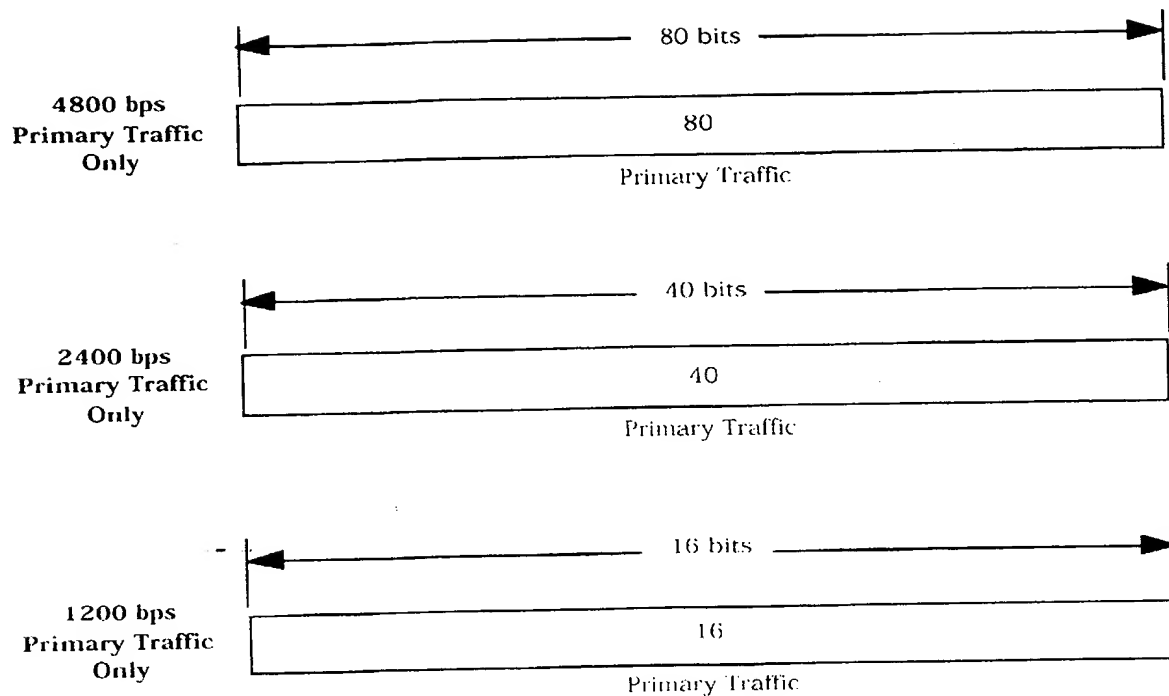 80 bits
4800 bps
Primary Traffic
Only
80
Primary Traffic
40 bits
2400 bps
Primary Traffic
Only
40
Primary Traffic
16 bits
1200 bps
Primary Traffic
Only
16
Primary Traffic